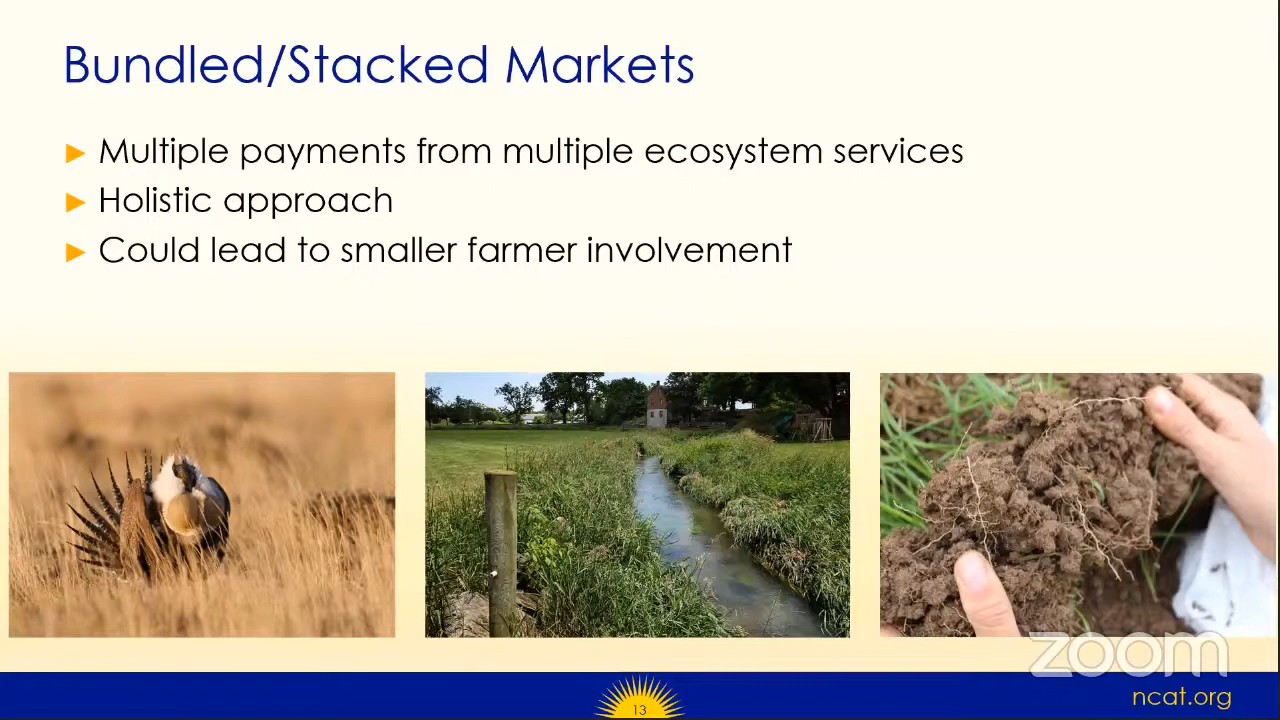 Bundled/Stacked Markets
► Multiple payments from multiple ecosystem services
► Holistic approach
► Could lead to smaller farmer involvement
zoom
13
ncat.org